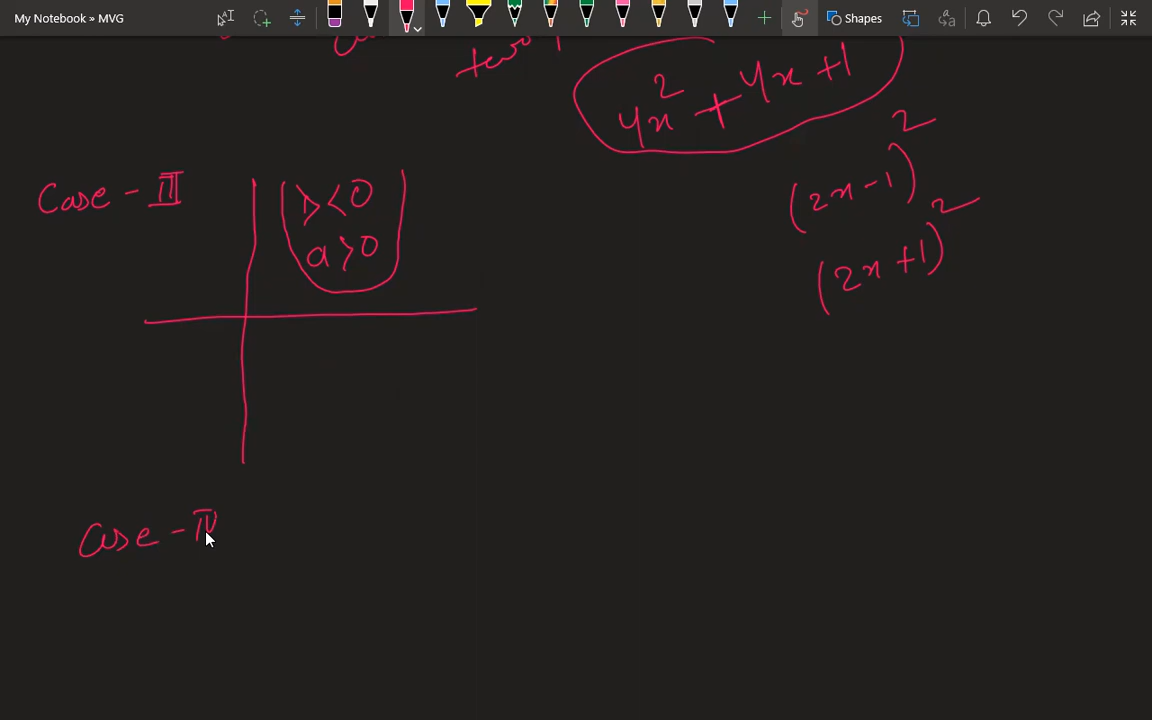 My Notebook » MVG
Shapes
4x² + 4x + 1
Case - III
D < 0
a > 0
(2x - 1)²
(2x + 1)²
Case - IV